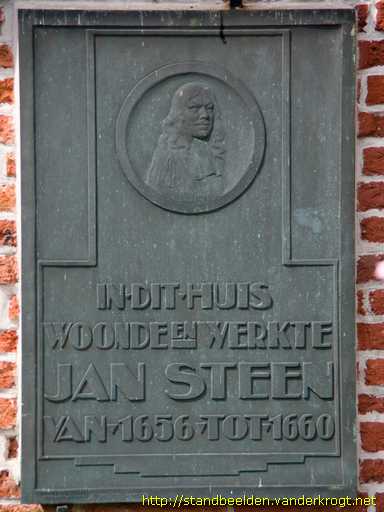 IN·DIT·HUIS
WOONDE EN WERKTE
JAN STEEN
VAN·1656·TOT·1660
http://standbeelden.vanderkrogt.net